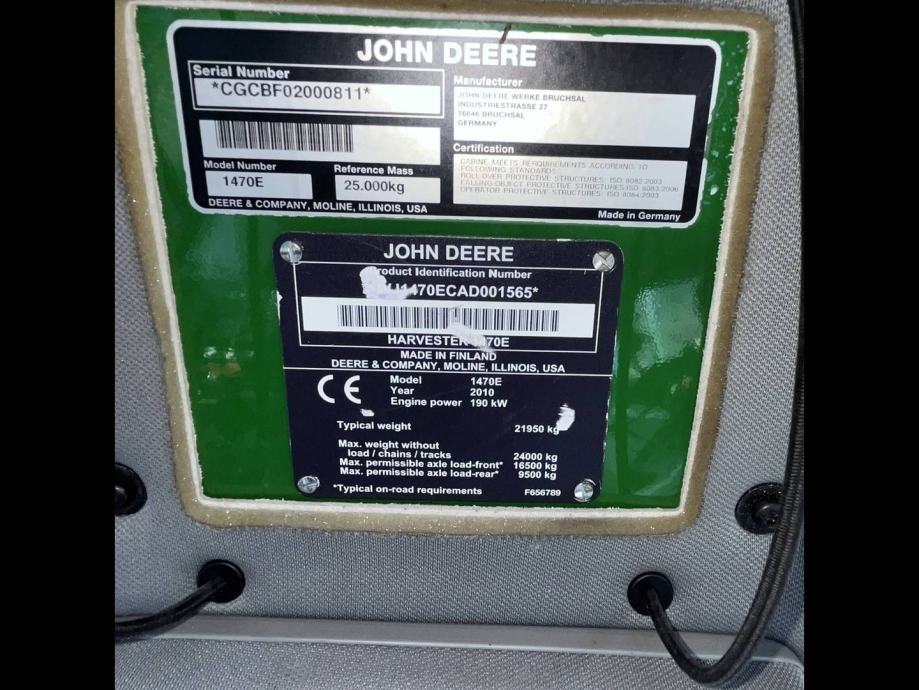 JOHN DEERE
Serial Number
*CGCBF02000811*
Manufacturer
JOHN DEERE WERKE BRUCHSAL
INDUSTRIESTRASSE 27
76646 BRUCHSAL
GERMANY
Certification
CABINE MEETS RERQUIREMENTS ACCORDING TO
FOLLOWING STANDARDS:
ROLL-OVER PROTECTIVE STRUCTURES: ISO 8082:2003
FALLING-OBJECT PROTECTIVE STRUCTURES:ISO 8083:2006
OPERATOR PROTECTIVE STRUCTURES: ISO 8084:2003
Model Number
1470E
Reference Mass
25.000kg
DEERE & COMPANY, MOLINE, ILLINOIS, USA
Made in Germany
JOHN DEERE
Product Identification Number
1470ECAD001565*
HARVESTER 1470E
MADE IN FINLAND
DEERE & COMPANY, MOLINE, ILLINOIS, USA
CE
Model 1470E
Year 2010
Engine power 190 kW
Typical weight 21950 kg
Max. weight without
load / chains / tracks 24000 kg
Max. permissible axle load-front* 16500 kg
Max. permissible axle load-rear* 9500 kg
*Typical on-road requirements F656789